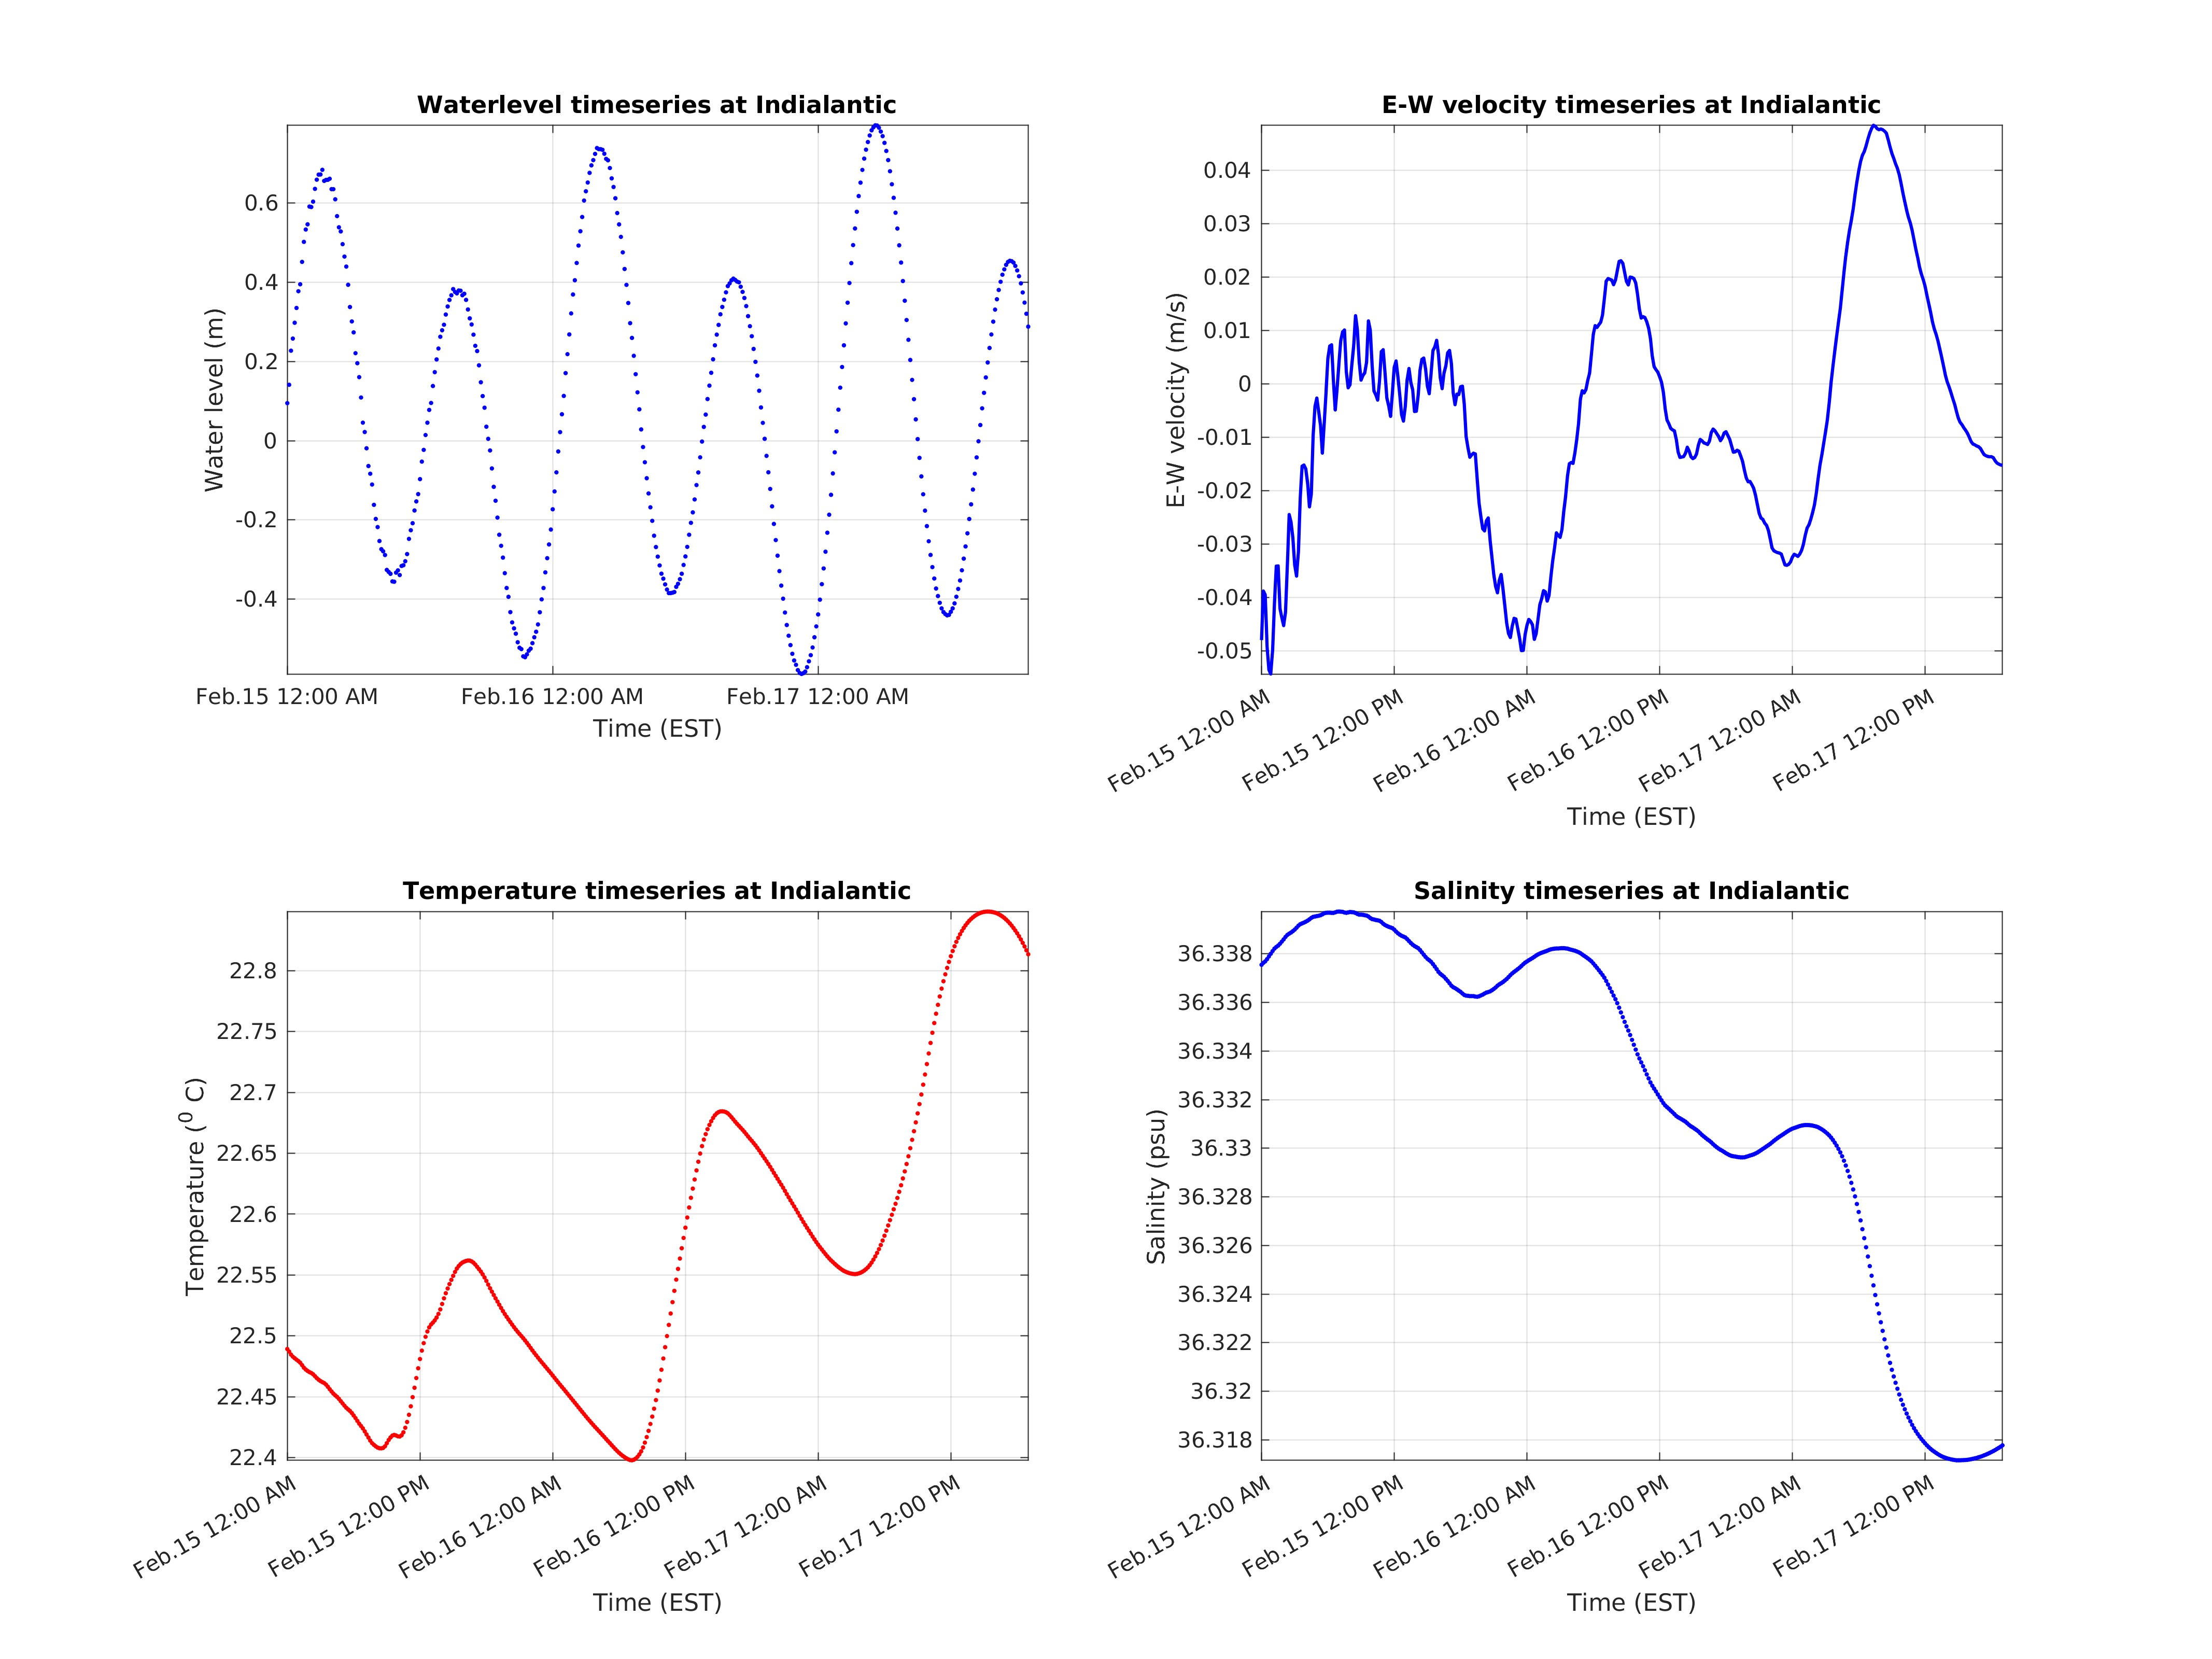 Waterlevel timeseries at Indialantic
Water level (m)
0.6
0.4
0.2
0
-0.2
-0.4
Feb.15 12:00 AM
Feb.16 12:00 AM
Feb.17 12:00 AM
Time (EST)
E-W velocity timeseries at Indialantic
E-W velocity (m/s)
0.04
0.03
0.02
0.01
0
-0.01
-0.02
-0.03
-0.04
-0.05
Feb.15 12:00 AM
Feb.15 12:00 PM
Feb.16 12:00 AM
Feb.16 12:00 PM
Feb.17 12:00 AM
Feb.17 12:00 PM
Time (EST)
Temperature timeseries at Indialantic
Temperature (⁰ C)
22.8
22.75
22.7
22.65
22.6
22.55
22.5
22.45
22.4
Feb.15 12:00 AM
Feb.15 12:00 PM
Feb.16 12:00 AM
Feb.16 12:00 PM
Feb.17 12:00 AM
Feb.17 12:00 PM
Time (EST)
Salinity timeseries at Indialantic
Salinity (psu)
36.338
36.336
36.334
36.332
36.33
36.328
36.326
36.324
36.322
36.32
36.318
Feb.15 12:00 AM
Feb.15 12:00 PM
Feb.16 12:00 AM
Feb.16 12:00 PM
Feb.17 12:00 AM
Feb.17 12:00 PM
Time (EST)